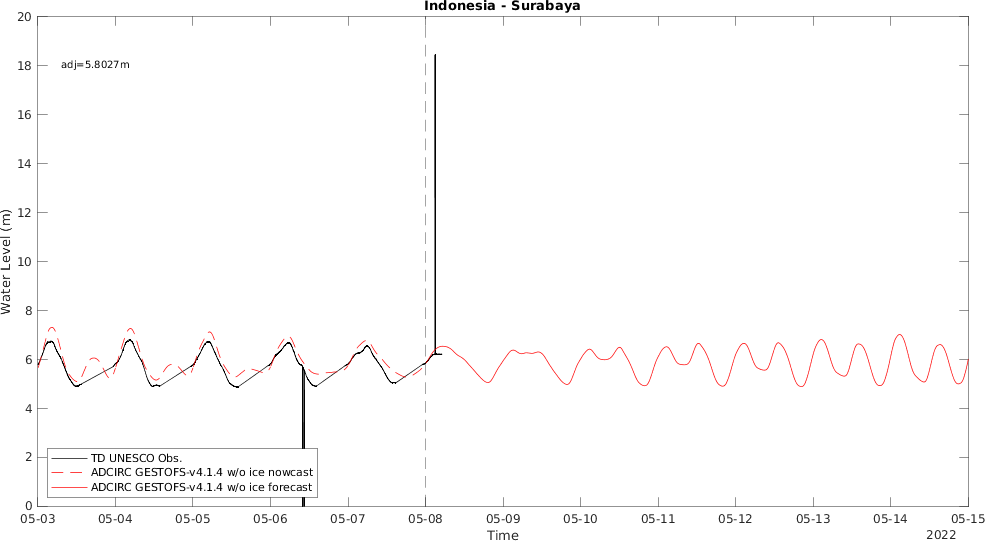 Indonesia - Surabaya
20
18
16
14
12
10
8
6
4
2
0
Water Level (m)
adj=5.8027m
TD UNESCO Obs.
ADCIRC GESTOFS-v4.1.4 w/o ice nowcast
ADCIRC GESTOFS-v4.1.4 w/o ice forecast
05-03 05-04 05-05 05-06 05-07 05-08 05-09 05-10 05-11 05-12 05-13 05-14 05-15
Time
2022